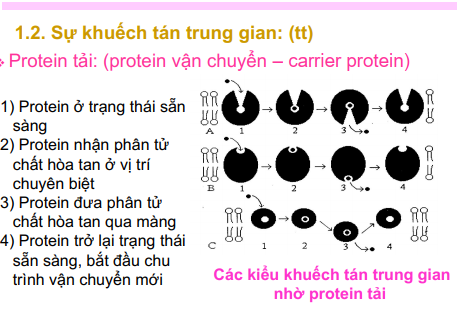 1.2. Sự khuếch tán trung gian: (tt)
Protein tải: (protein vận chuyển – carrier protein)
1) Protein ở trạng thái sẵn
sàng
2) Protein nhận phân tử
chất hòa tan ở vị trí
chuyên biệt
3) Protein đưa phân tử
chất hòa tan qua màng
4) Protein trở lại trạng thái
sẵn sàng, bắt đầu chu
trình vận chuyển mới
A 1 2 3 4
B 1 2 3 4
C 1 2 3 4
Các kiểu khuếch tán trung gian
nhờ protein tải